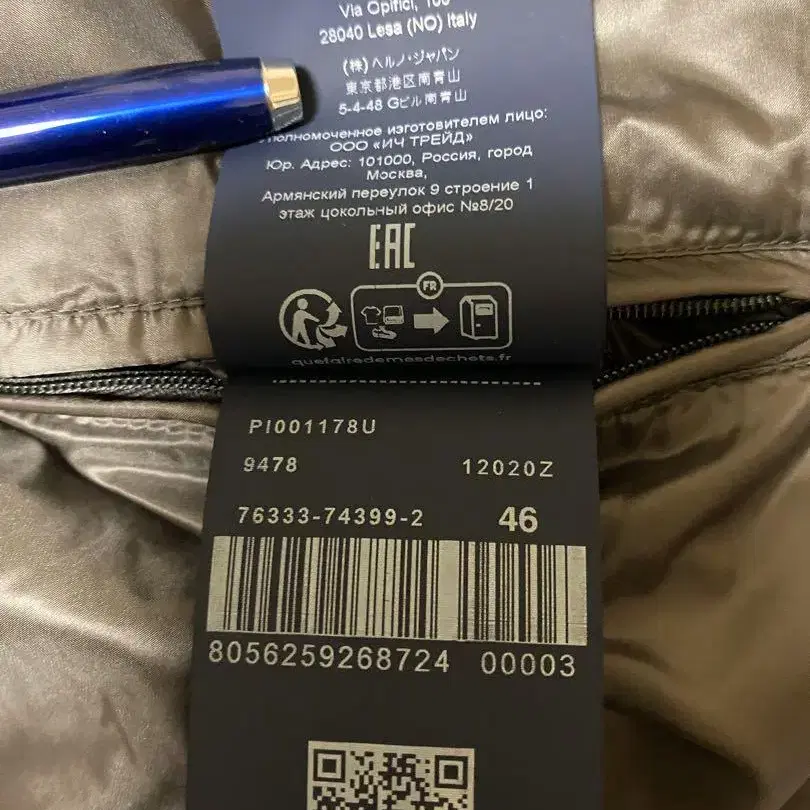 Via Opifici, 100
28040 Lesa (NO) Italy
(株) ヘルノ・ジャパン
東京都港区南青山
5-4-48 Gビル南青山
изготовителем лицо:
ООО «ИЧ ТРЕЙД»
Юр. Адрес: 101000, Россия, город
Москва,
Армянский переулок 9 строение 1
этаж цокольный офис №8/20
EAC
FR
quefairedemesdechets.fr
PI001178U
9478 12020Z
76333-74399-2 46
8056259268724 00003